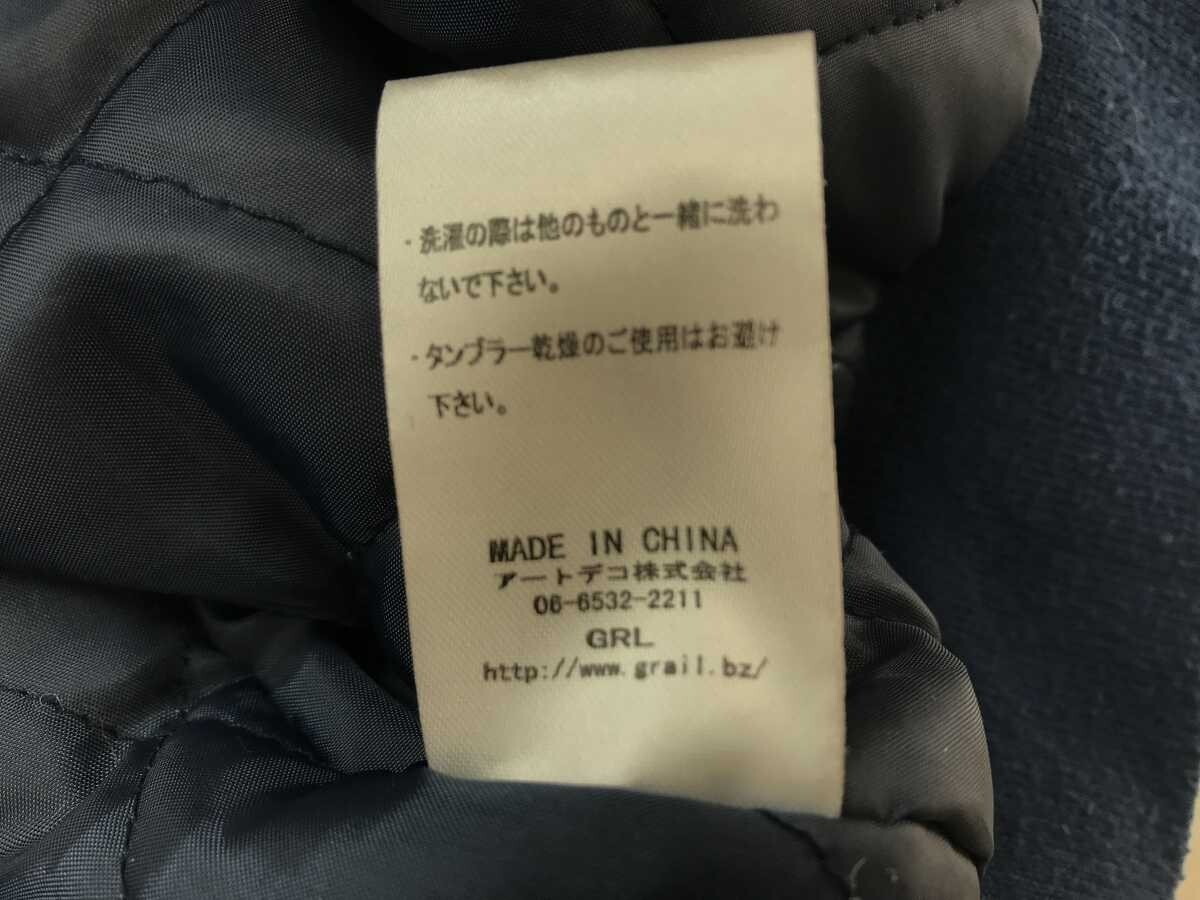 ・洗濯の際は他のものと一緒に洗わ
ないで下さい。
・タンブラー乾燥のご使用はお避け
下さい。
MADE IN CHINA
アートデコ株式会社
06-6532-2211
GRL
http://www.grail.bz/